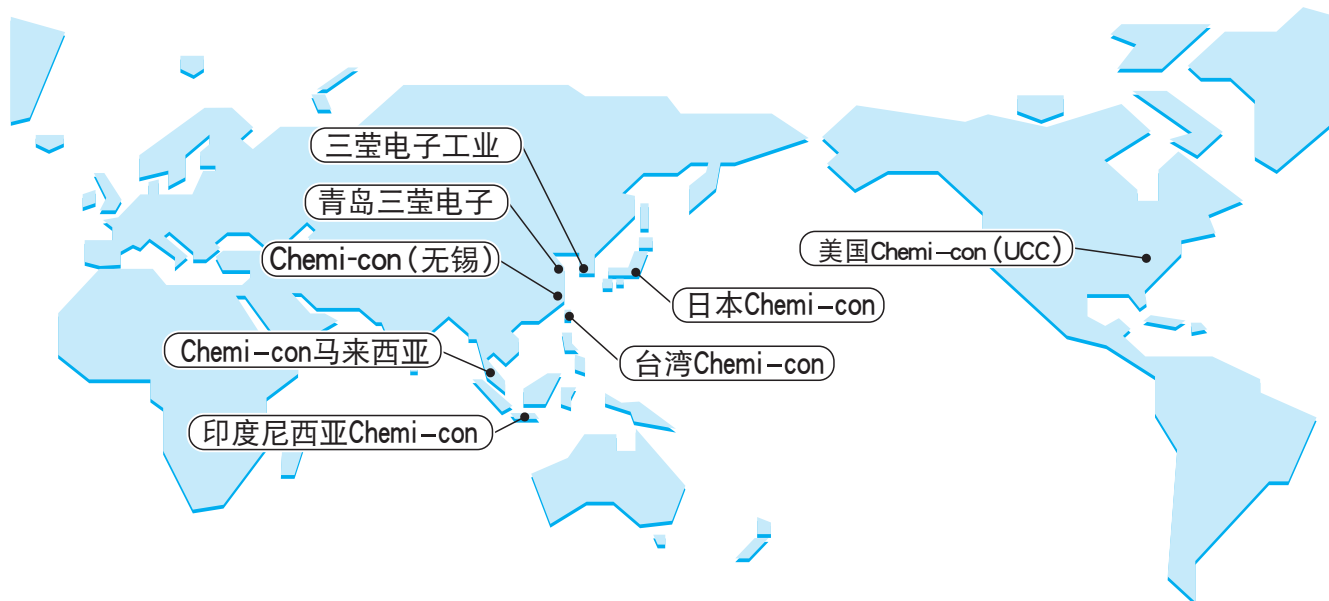 三莹电子工业
青岛三莹电子
Chemi-con(无锡)
美国Chemi-con(UCC)
日本Chemi-con
Chemi-con马来西亚
台湾Chemi-con
印度尼西亚Chemi-con